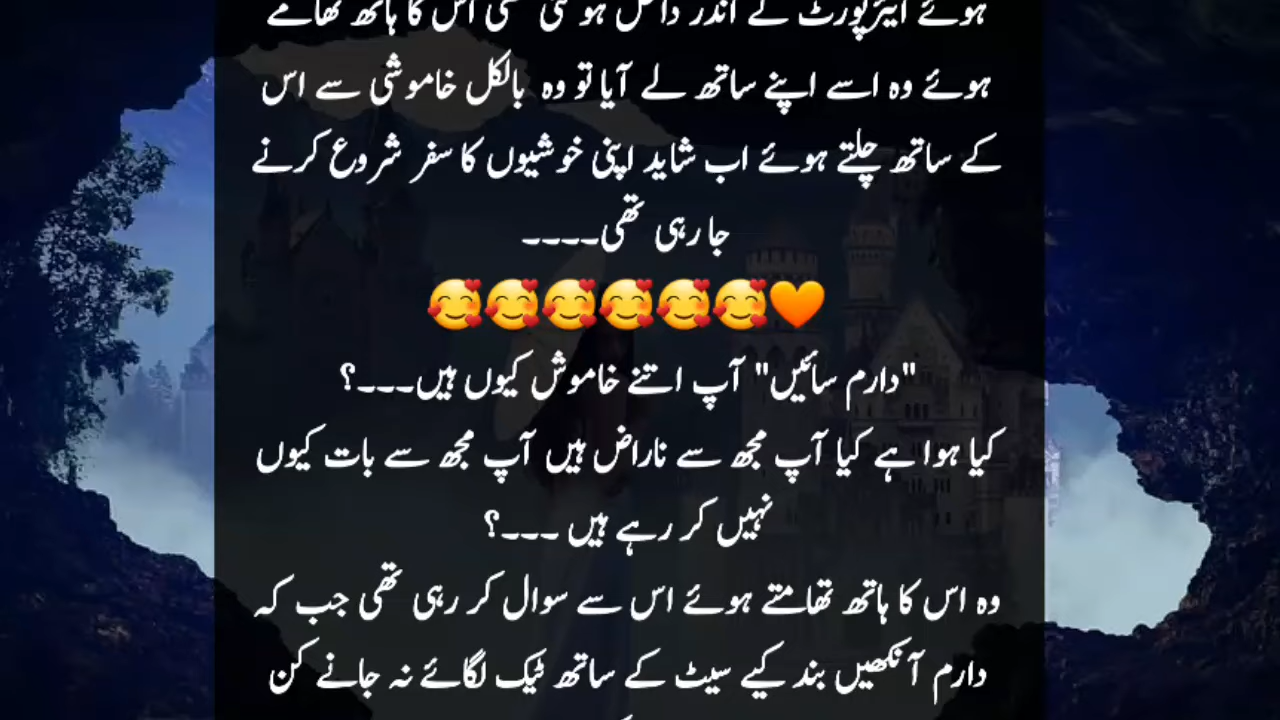 ہوئے ائیرپورٹ کے اندر داخل ہو گئی تھی اس کا ہاتھ تھامے
ہوئے وہ اسے اپنے ساتھ لے آیا تو وہ بالکل خاموشی سے اس
کے ساتھ چلتے ہوئے اب شاید اپنی خوشیوں کا سفر شروع کرنے
جا رہی تھی۔۔۔۔
🥰🥰🥰🥰🥰🥰🧡
"دارم سائیں" آپ اتنے خاموش کیوں ہیں۔۔۔؟
کیا ہوا ہے کیا آپ مجھ سے ناراض ہیں آپ مجھ سے بات کیوں
نہیں کر رہے ہیں ۔۔۔؟
وہ اس کا ہاتھ تھامتے ہوئے اس سے سوال کر رہی تھی جب کہ
دارم آنکھیں بند کیے سیٹ کے ساتھ ٹیک لگائے نہ جانے کن